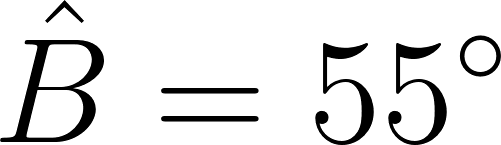 B̂ = 55°